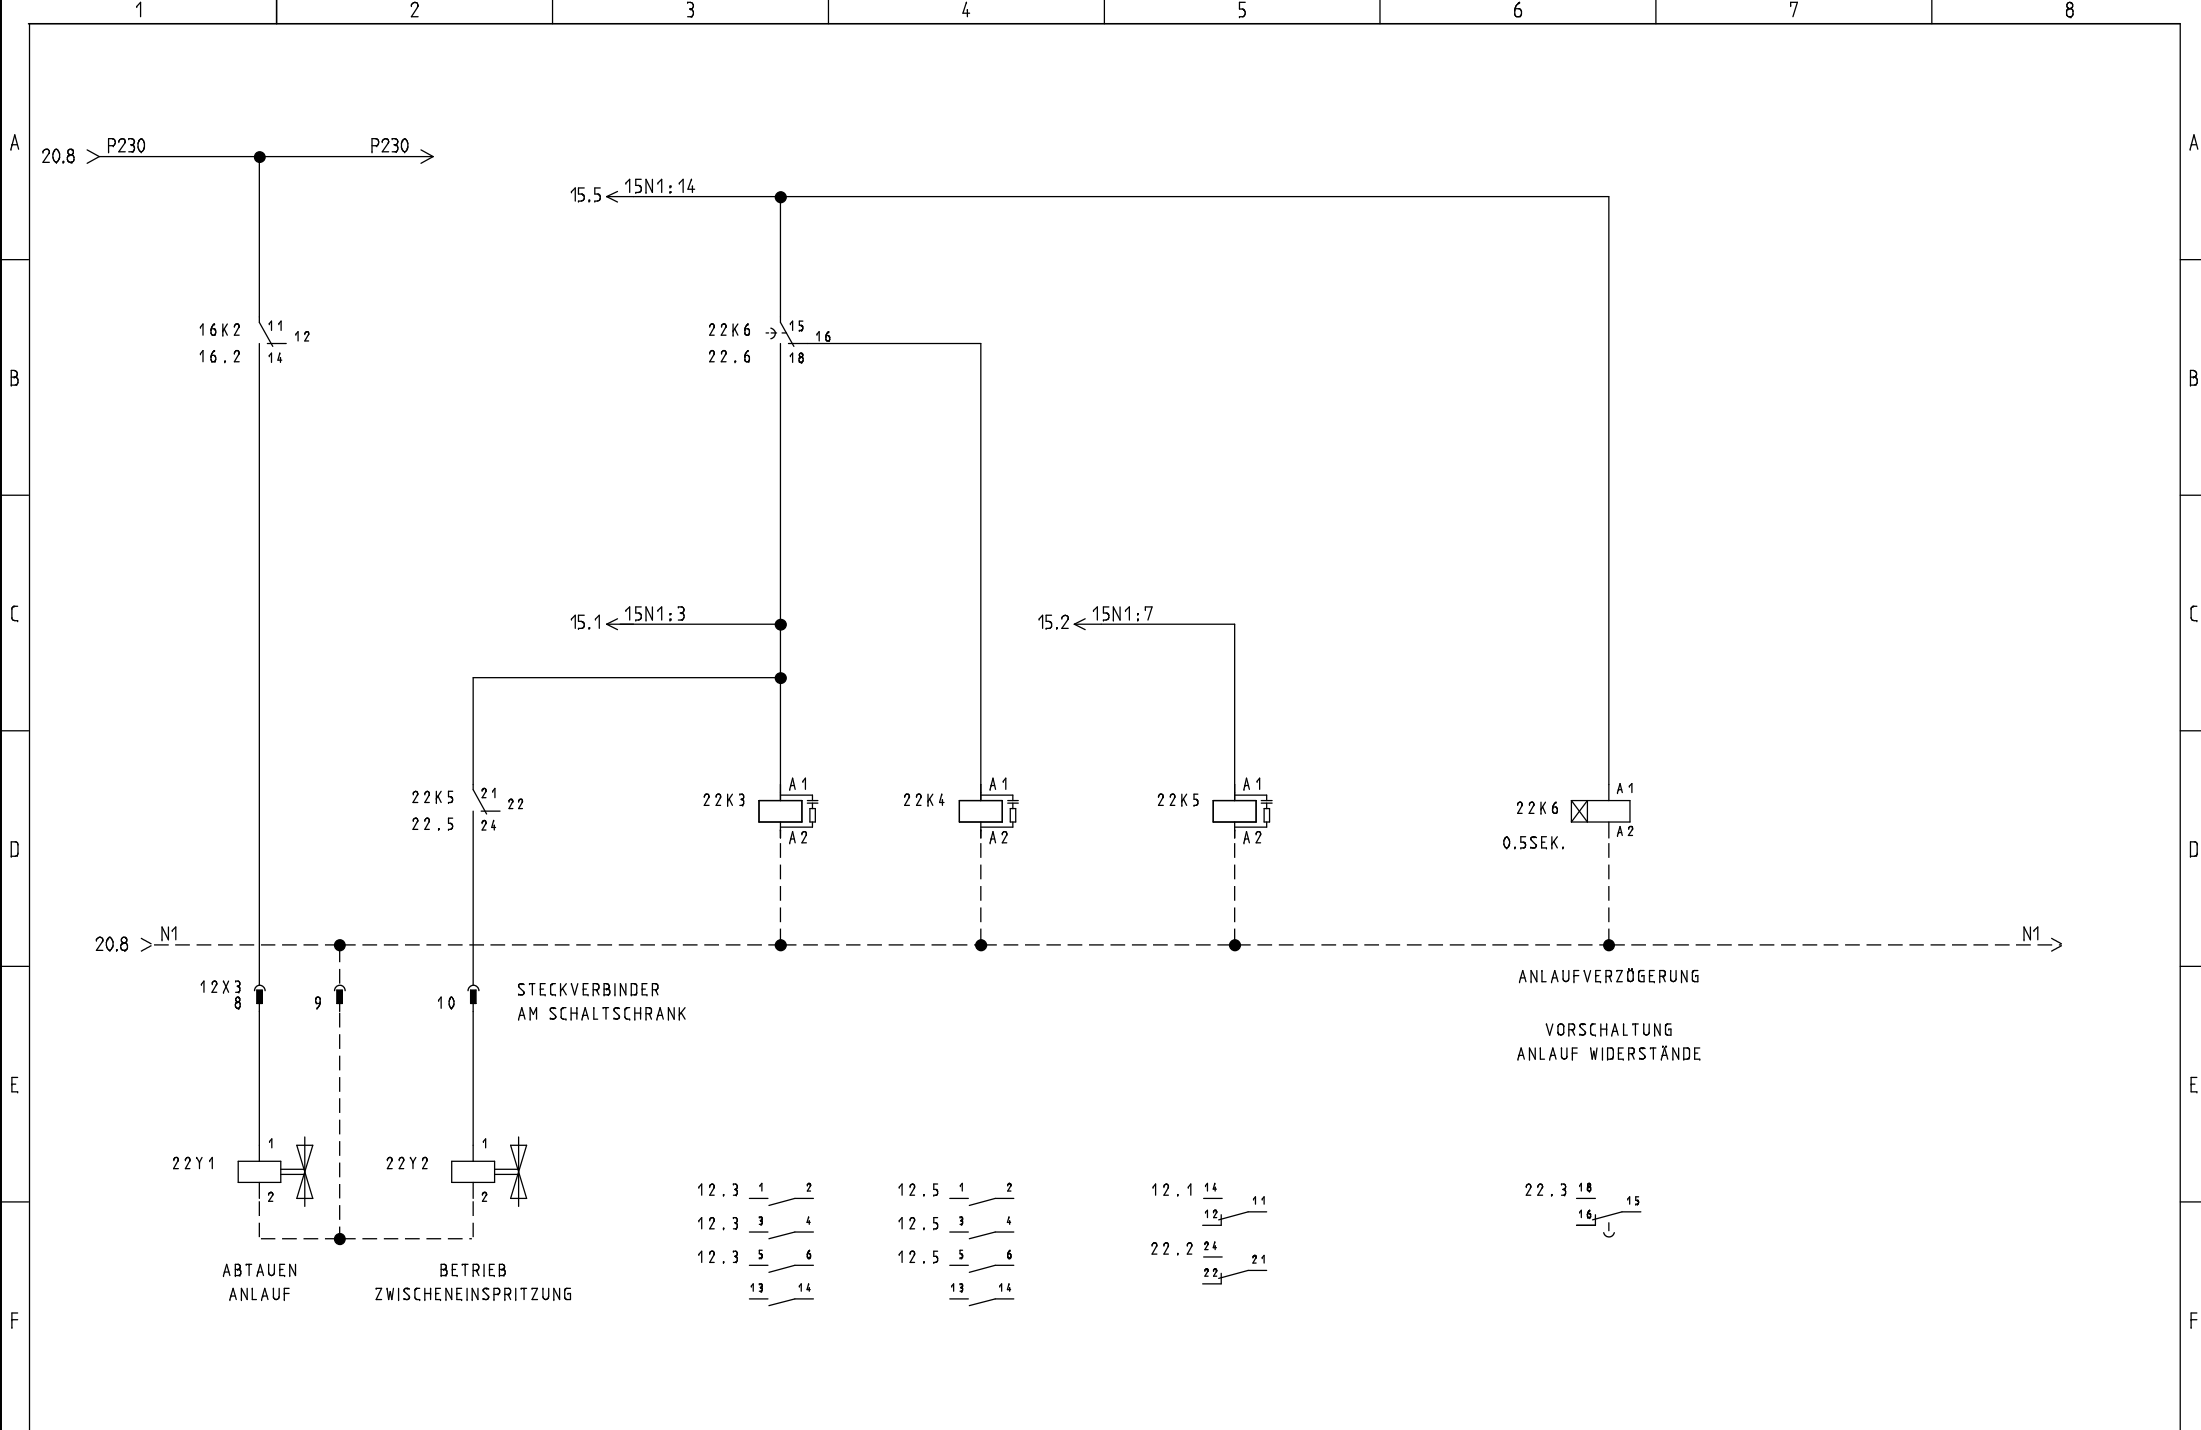 1 2 3 4 5 6 7 8
A A
20.8 P230 P230
15.5 15N1:14
16K2 11 12
16.2 14
22K6 15 16
22.6 18
B B
C C
15.1 15N1:3
15.2 15N1:7
22K5 21 22
22.5 24
22K3 A1
A2
22K4 A1
A2
22K5 A1
A2
22K6 A1
A2
0.5SEK.
D D
20.8 N1 N1
12X3
8 9 10
STECKVERBINDER
AM SCHALTSCHRANK
ANLAUFVERZÖGERUNG
VORSCHALTUNG
ANLAUF WIDERSTÄNDE
E E
22Y1 1
2
22Y2 1
2
12.3 1 2
12.3 3 4
12.3 5 6
13 14
12.5 1 2
12.5 3 4
12.5 5 6
13 14
12.1 14
12 11
22.2 24
22 21
22.3 18
16 15
ABTAUEN
ANLAUF
BETRIEB
ZWISCHENEINSPRITZUNG
F F